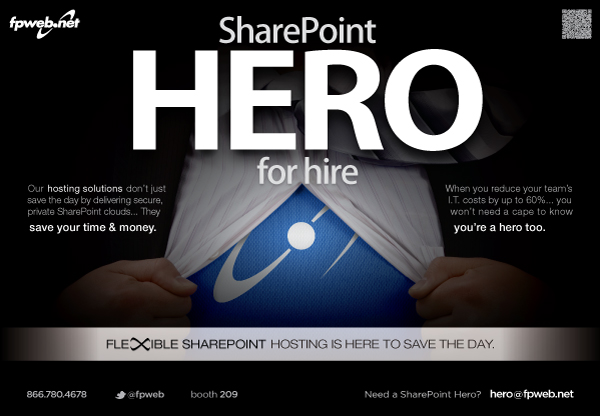 fpweb.net
SharePoint
HERO
for hire
Our hosting solutions don't just
save the day by delivering secure,
private SharePoint clouds... They
save your time & money.
When you reduce your team's
I.T. costs by up to 60%... you
won't need a cape to know
you're a hero too.
FLEXIBLE SHAREPOINT HOSTING IS HERE TO SAVE THE DAY.
866.780.4678 @fpweb booth 209 Need a SharePoint Hero? hero@fpweb.net